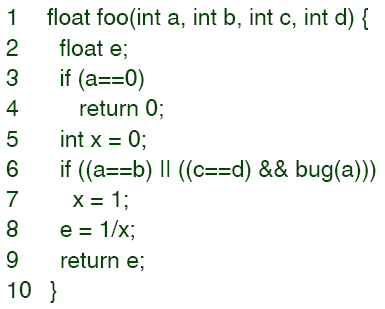 1 float foo(int a, int b, int c, int d) {
2 float e;
3 if (a==0)
4 return 0;
5 int x = 0;
6 if ((a==b) || ((c==d) && bug(a)))
7 x = 1;
8 e = 1/x;
9 return e;
10 }